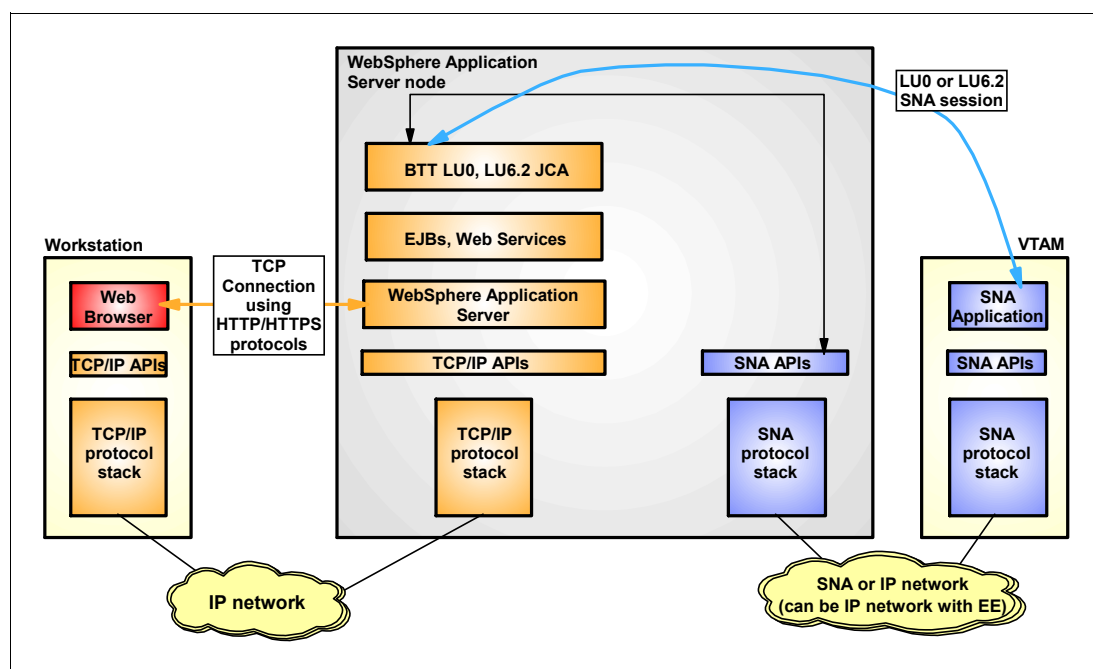 WebSphere Application
Server node
LU0 or LU6.2
SNA session
BTT LU0, LU6.2 JCA
EJBs, Web Services
Workstation
TCP
Connection
using
HTTP/HTTPS
protocols
VTAM
Web
Browser
WebSphere Application
Server
SNA
Application
TCP/IP APIs
TCP/IP APIs
SNA APIs
SNA APIs
TCP/IP
protocol
stack
TCP/IP
protocol
stack
SNA
protocol
stack
SNA
protocol
stack
IP network
SNA or IP network
(can be IP network with EE)